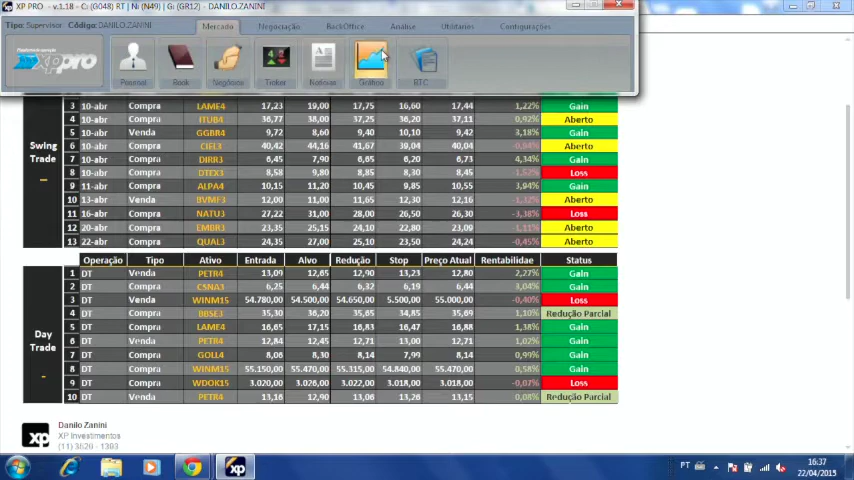 XP PRO - v.1.18 - C:(G048) RT | N: (N49) | G: (GR12) - DANILO.ZANINI
Tipo: Supervisor Código: DANILO.ZANINI
Mercado Negociação BackOffice Análise Utilitários Configurações
xppro
Pessoal Book Negócios Ticker Notícias Gráfico BTC
3 10-abr Compra LAME4 17,23 19,00 17,75 16,60 17,44 1,22% Gain
4 10-abr Compra ITUB4 36,77 38,00 37,25 36,20 37,11 0,92% Aberto
5 10-abr Venda GGBR4 9,72 8,60 9,40 10,10 9,42 3,18% Gain
6 10-abr Compra CIEL3 40,42 44,16 41,67 39,04 40,04 Aberto
7 10-abr Compra DIRR3 6,45 7,90 6,65 6,20 6,73 4,34% Gain
8 10-abr Compra DTEX3 8,58 9,80 8,85 8,30 8,45 Loss
9 11-abr Compra ALPA4 10,15 11,20 10,45 9,85 10,55 3,94% Gain
10 13-abr Venda BVMF3 12,00 11,00 11,65 12,30 12,16 Aberto
11 16-abr Compra NATU3 27,22 31,00 28,00 26,50 26,30 -3,38% Loss
12 20-abr Compra EMBR3 23,35 25,15 24,10 22,80 23,09 Aberto
13 22-abr Compra QUAL3 24,35 27,00 25,10 23,50 24,24 -0,45% Aberto
Swing
Trade
Operação Tipo Ativo Entrada Alvo Redução Stop Preço Atual Rentabilidae Status
1 DT Venda PETR4 13,09 12,65 12,90 13,23 12,80 2,27% Gain
2 DT Compra CSNA3 6,25 6,44 6,32 6,19 6,44 3,04% Gain
3 DT Venda WINM15 54.780,00 54.500,00 54.650,00 5.500,00 55.000,00 -0,40% Loss
4 DT Compra BBSE3 35,30 36,20 35,65 34,85 35,69 1,10% Redução Parcial
5 DT Compra LAME4 16,65 17,15 16,83 16,47 16,88 1,38% Gain
6 DT Venda PETR4 12,84 12,45 12,71 13,00 12,71 1,02% Gain
7 DT Compra GOLL4 8,06 8,30 8,14 7,99 8,14 0,99% Gain
8 DT Compra WINM15 55.150,00 55.470,00 55.315,00 54.840,00 55.470,00 0,58% Gain
9 DT Compra WDOK15 3.020,00 3.026,00 3.022,00 3.018,00 3.018,00 -0,07% Loss
10 DT Venda PETR4 13,16 12,90 13,06 13,26 13,15 0,08% Redução Parcial
Day
Trade
xp
Danilo Zanini
XP Investimentos
PT
16:37
22/04/2015